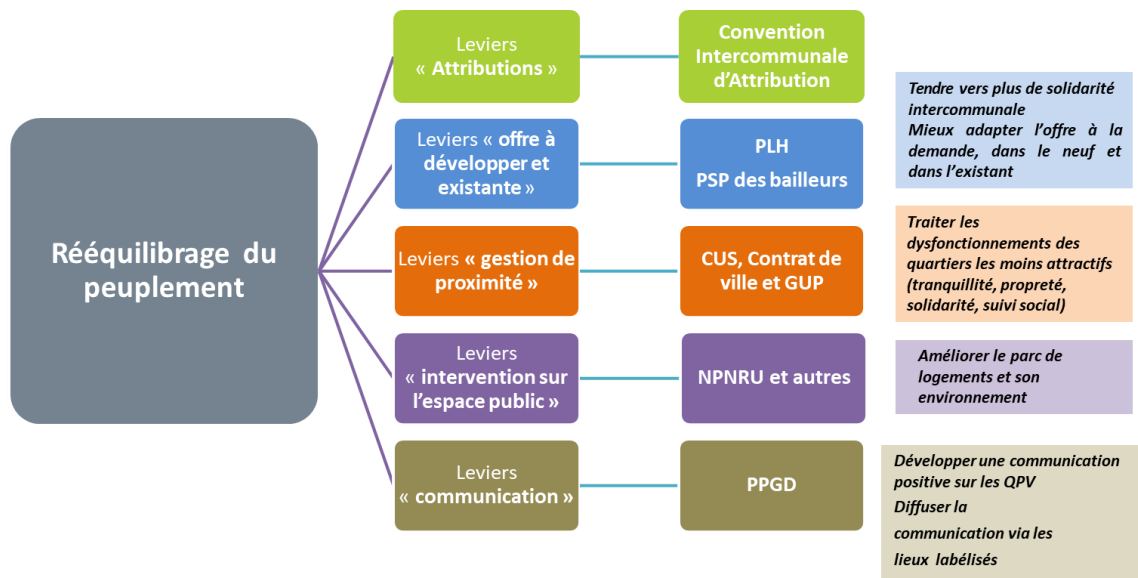 Rééquilibrage du
peuplement
Leviers
« Attributions »
Convention
Intercommunale
d'Attribution
Leviers « offre à
développer et
existante »
PLH
PSP des bailleurs
Tendre vers plus de solidarité
intercommunale
Mieux adapter l'offre à la
demande, dans le neuf et
dans l'existant
Leviers « gestion de
proximité »
CUS, Contrat de
ville et GUP
Traiter les
dysfonctionnements des
quartiers les moins attractifs
(tranquillité, propreté,
solidarité, suivi social)
Leviers
« intervention sur
l'espace public »
NPNRU et autres
Améliorer le parc de
logements et son
environnement
Leviers
« communication »
PPGD
Développer une communication
positive sur les QPV
Diffuser la
communication via les
lieux labélisés